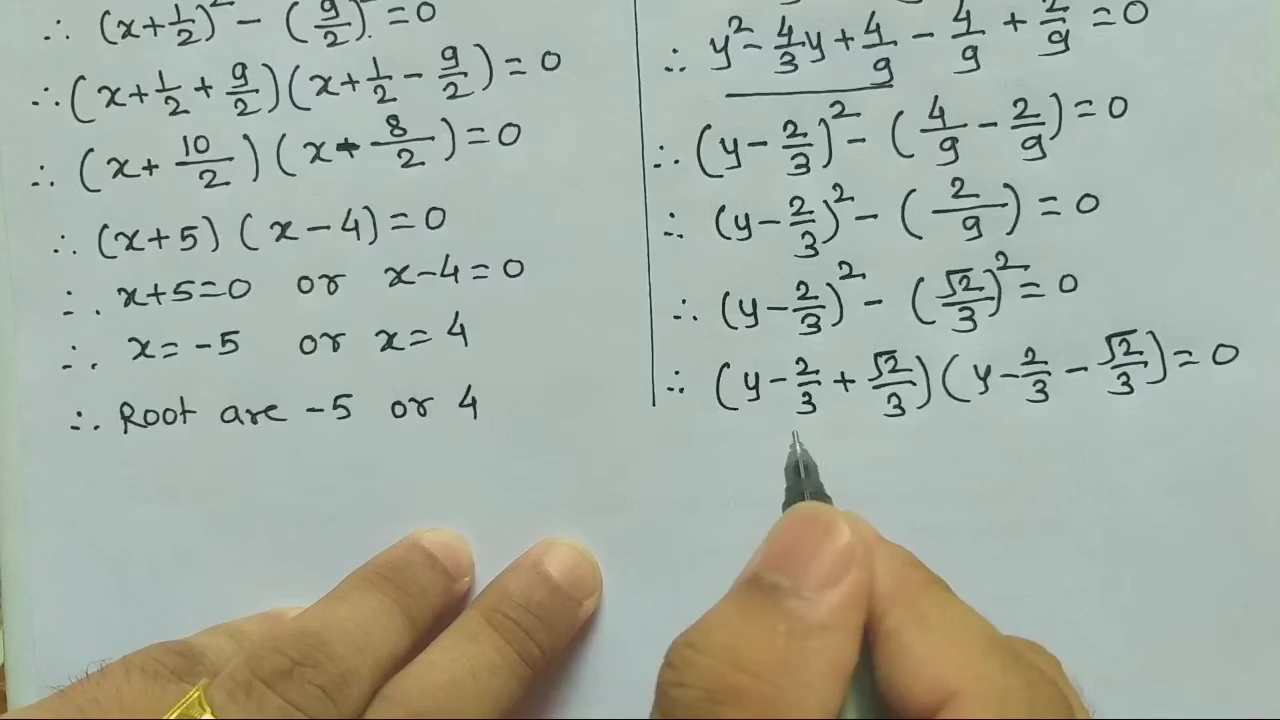 ∴ (x+1/2)² - (9/2)² = 0
∴ (x+1/2+9/2)(x+1/2-9/2) = 0
∴ (x+10/2)(x-8/2) = 0
∴ (x+5)(x-4) = 0
∴ x+5=0 or x-4=0
∴ x=-5 or x=4
∴ Root are -5 or 4
∴ y²-4/3y+4/9-4/9+2/9=0
∴ (y-2/3)²-(4/9-2/9)=0
∴ (y-2/3)²-(2/9)=0
∴ (y-2/3)²-(√2/3)²=0
∴ (y-2/3+√2/3)(y-2/3-√2/3)=0